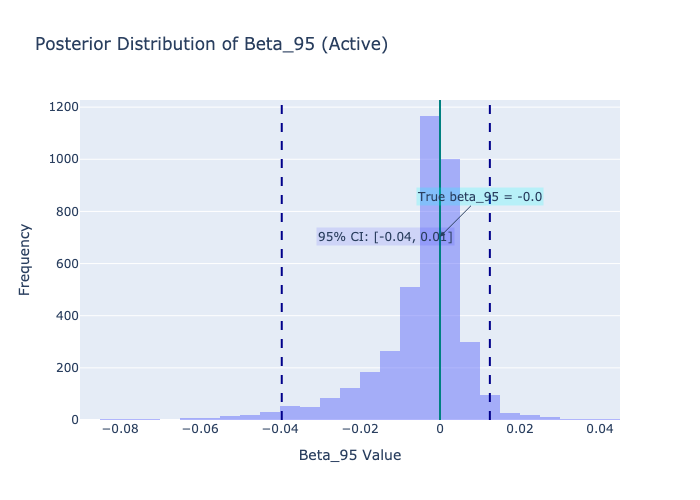 Posterior Distribution of Beta_95 (Active)
1200
1000
800
600
400
200
0
Frequency
True beta_95 = -0.0
95% CI: [-0.04, 0.01]
−0.08
−0.06
−0.04
−0.02
0
0.02
0.04
Beta_95 Value